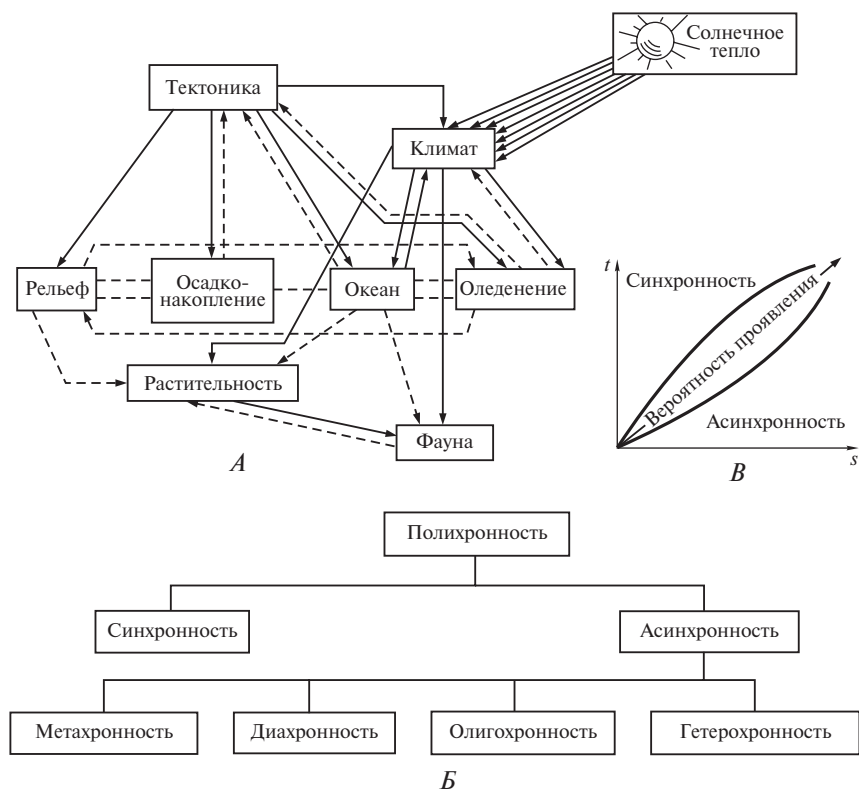 Солнечное
тепло
Тектоника
Климат
Рельеф
Осадко-
накопление
Океан
Оледенение
Растительность
Фауна
А
t
Синхронность
Вероятность проявления
Асинхронность
s
В
Полихронность
Синхронность
Асинхронность
Метахронность
Диахронность
Олигохронность
Гетерохронность
Б